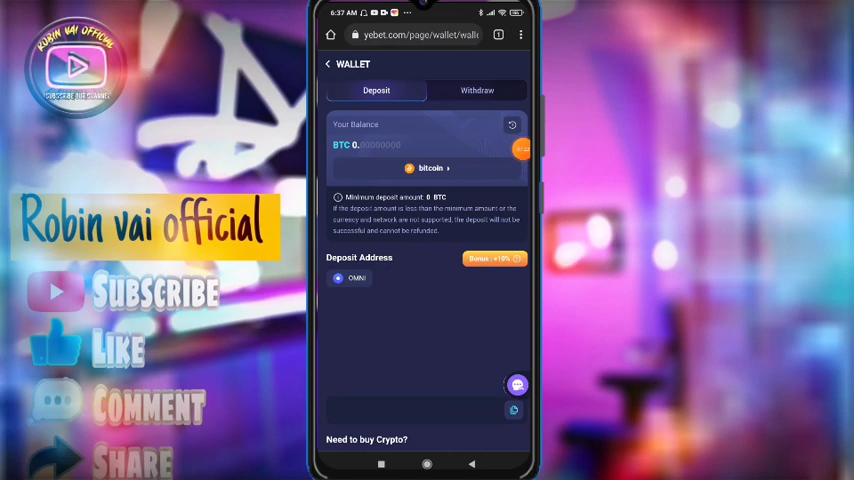 ROBIN VAI OFFICIAL
SUBSCRIBE OUR CHANNEL
Robin vai official
SUBSCRIBE
LIKE
COMMENT
SHARE
6:37 AM
yebet.com/page/wallet/wall
1
WALLET
Deposit
Withdraw
Your Balance
BTC 0.00000000
bitcoin
Minimum deposit amount: 0 BTC
If the deposit amount is less than the minimum amount or the
currency and network are not supported, the deposit will not be
successful and cannot be refunded.
Deposit Address
Bonus: +10%
OMNI
Need to buy Crypto?